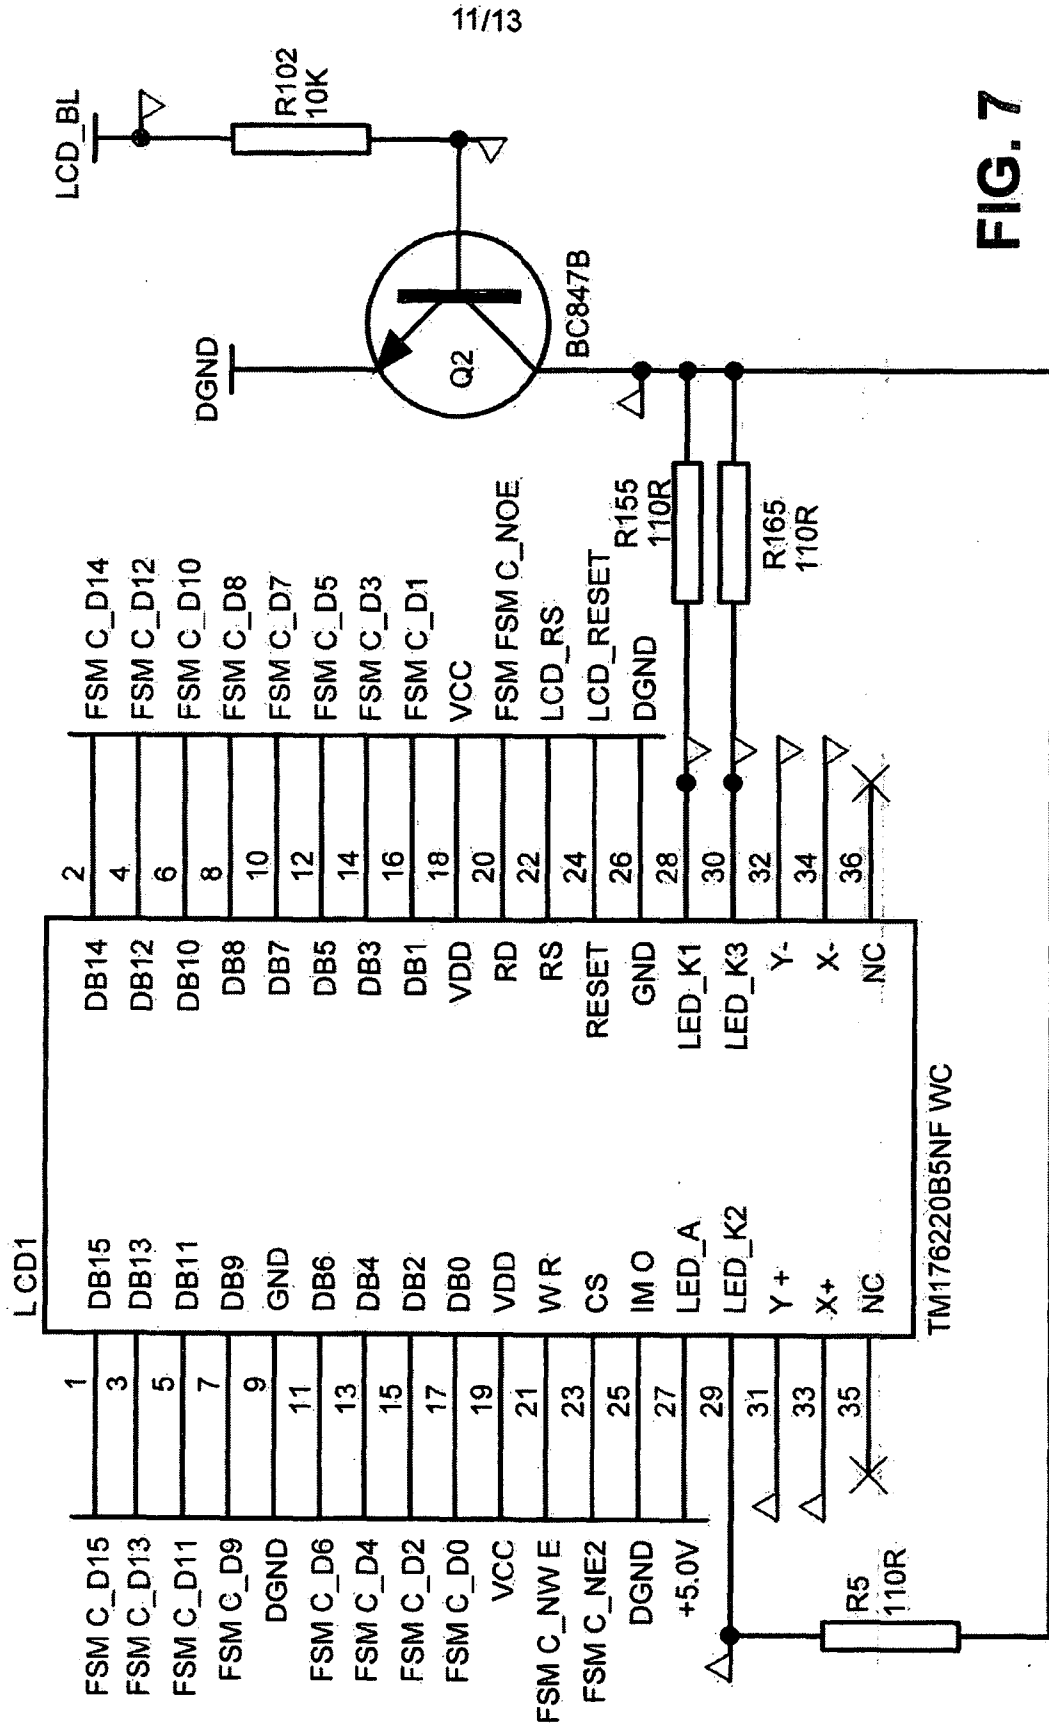 11/13
LCD1
FSM C_D15 1 DB15 DB14 2 FSM C_D14
FSM C_D13 3 DB13 DB12 4 FSM C_D12
FSM C_D11 5 DB11 DB10 6 FSM C_D10
FSM C_D9 7 DB9 DB8 8 FSM C_D8
DGND 9 GND DB7 10 FSM C_D7
FSM C_D6 11 DB6 DB5 12 FSM C_D5
FSM C_D4 13 DB4 DB3 14 FSM C_D3
FSM C_D2 15 DB2 DB1 16 FSM C_D1
FSM C_D0 17 DB0 VDD 18 VCC
VCC 19 VDD RD 20 FSM FSM C_NOE
FSM C_NW E 21 W R RS 22 LCD_RS
FSM C_NE2 23 CS RESET 24 LCD_RESET
DGND 25 IM O GND 26 DGND
+5.0V 27 LED_A LED_K1 28
29 LED_K2 LED_K3 30
31 Y+ Y- 32
33 X+ X- 34
35 NC NC 36
TM176220B5NF WC
R5
110R
R155
110R
R165
110R
DGND
Q2
BC847B
LCD_BL
R102
10K
FIG. 7